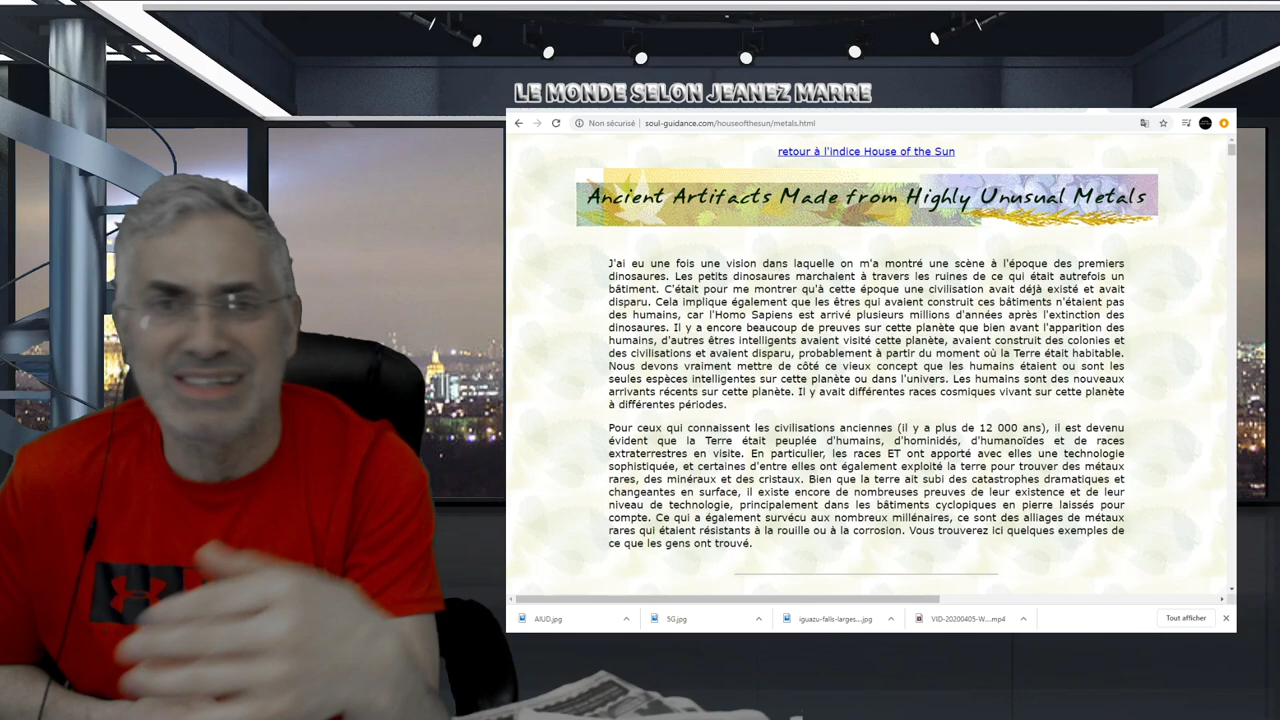 LE MONDE SELON JEANEZ MARRE
Non sécurisé | soul-guidance.com/houseofthesun/metals.html
retour à l'indice House of the Sun
Ancient Artifacts Made from Highly Unusual Metals
J'ai eu une fois une vision dans laquelle on m'a montré une scène à l'époque des premiers
dinosaures. Les petits dinosaures marchaient à travers les ruines de ce qui était autrefois un
bâtiment. C'était pour me montrer qu'à cette époque une civilisation avait déjà existé et avait
disparu. Cela implique également que les êtres qui avaient construit ces bâtiments n'étaient pas
des humains, car l'Homo Sapiens est arrivé plusieurs millions d'années après l'extinction des
dinosaures. Il y a encore beaucoup de preuves sur cette planète que bien avant l'apparition des
humains, d'autres êtres intelligents avaient visité cette planète, avaient construit des colonies et
des civilisations et avaient disparu, probablement à partir du moment où la Terre était habitable.
Nous devons vraiment mettre de côté ce vieux concept que les humains étaient ou sont les
seules espèces intelligentes sur cette planète ou dans l'univers. Les humains sont des nouveaux
arrivants récents sur cette planète. Il y avait différentes races cosmiques vivant sur cette planète
à différentes périodes.
Pour ceux qui connaissent les civilisations anciennes (il y a plus de 12 000 ans), il est devenu
évident que la Terre était peuplée d'humains, d'hominidés, d'humanoïdes et de races
extraterrestres en visite. En particulier, les races ET ont apporté avec elles une technologie
sophistiquée, et certaines d'entre elles ont également exploité la terre pour trouver des métaux
rares, des minéraux et des cristaux. Bien que la terre ait subi des catastrophes dramatiques et
changeantes en surface, il existe encore de nombreuses preuves de leur existence et de leur
niveau de technologie, principalement dans les bâtiments cyclopiques en pierre laissés pour
compte. Ce qui a également survécu aux nombreux millénaires, ce sont des alliages de métaux
rares qui étaient résistants à la rouille ou à la corrosion. Vous trouverez ici quelques exemples de
ce que les gens ont trouvé.
AIUD.jpg
5G.jpg
iguazu-falls-larges....jpg
VID-20200405-W....mp4
Tout afficher